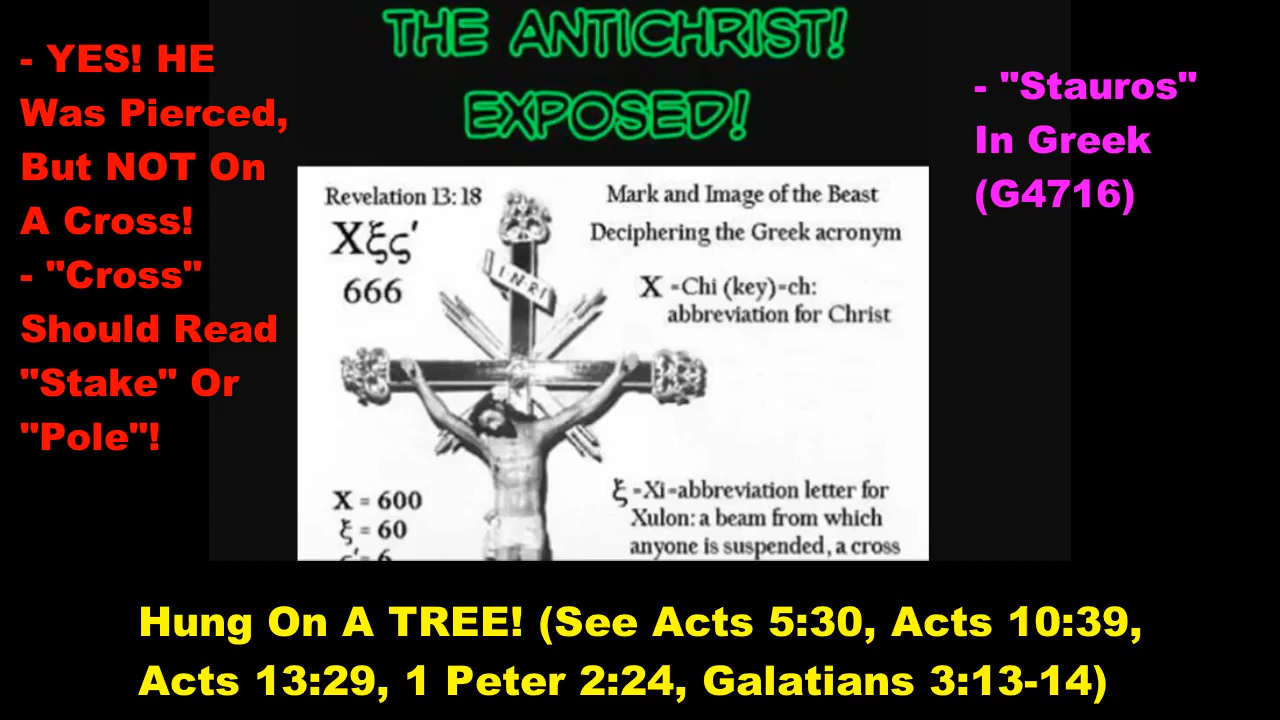 THE ANTICHRIST!
EXPOSED!
- YES! HE
Was Pierced,
But NOT On
A Cross!
- "Cross"
Should Read
"Stake" Or
"Pole"!
- "Stauros"
In Greek
(G4716)
Revelation 13:18
Χξϛ′
666
Mark and Image of the Beast
Deciphering the Greek acronym
X -Chi (key)-ch:
abbreviation for Christ
I·N·R·I
X = 600
ξ = 60
ϛ′= 6
ξ -Xi-abbreviation letter for
Xulon: a beam from which
anyone is suspended, a cross
Hung On A TREE! (See Acts 5:30, Acts 10:39,
Acts 13:29, 1 Peter 2:24, Galatians 3:13-14)